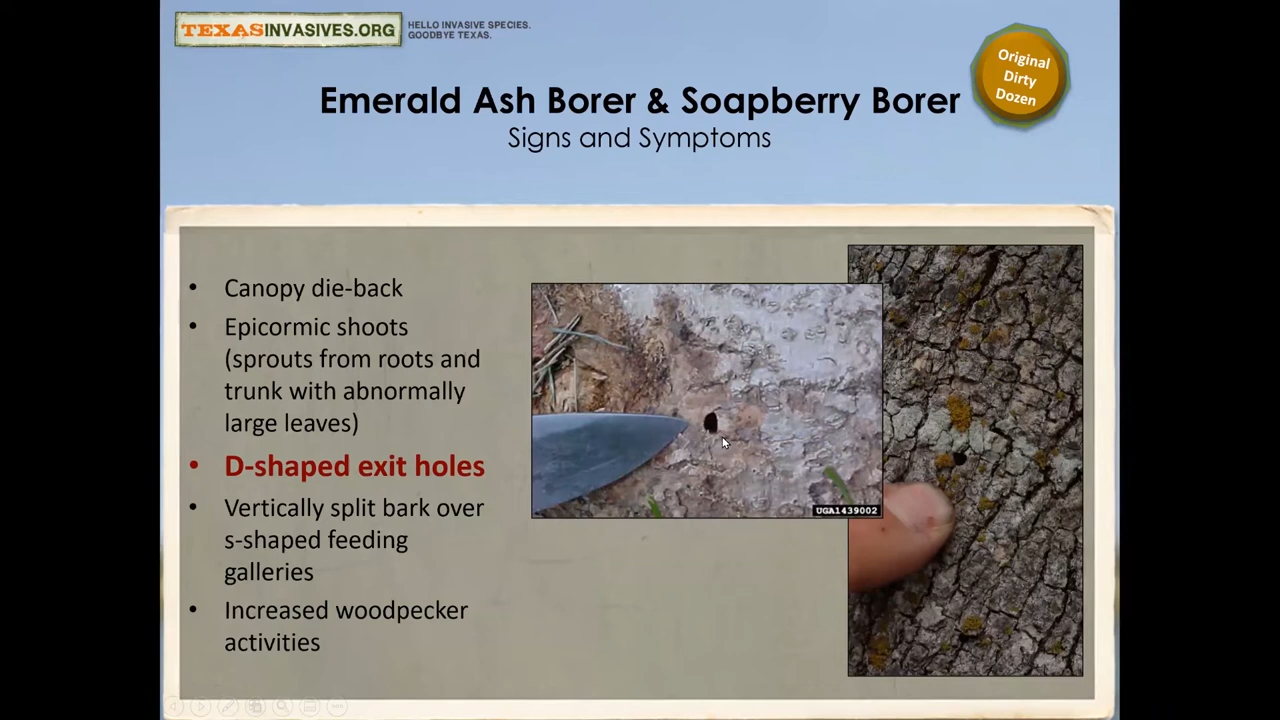 TEXASINVASIVES.ORG
HELLO INVASIVE SPECIES.
GOODBYE TEXAS.
Original
Dirty
Dozen
Emerald Ash Borer & Soapberry Borer
Signs and Symptoms
• Canopy die-back
• Epicormic shoots
(sprouts from roots and
trunk with abnormally
large leaves)
• D-shaped exit holes
• Vertically split bark over
s-shaped feeding
galleries
• Increased woodpecker
activities
UGA1439002